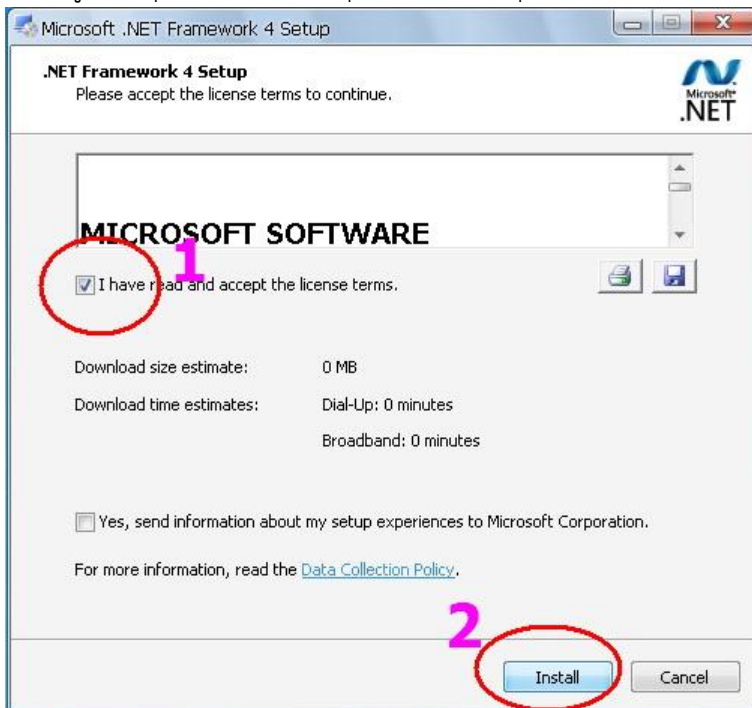 Microsoft .NET Framework 4 Setup
.NET Framework 4 Setup
Please accept the license terms to continue.
Microsoft®
.NET
MICROSOFT SOFTWARE
1
I have read and accept the license terms.
Download size estimate: 0 MB
Download time estimates: Dial-Up: 0 minutes
Broadband: 0 minutes
Yes, send information about my setup experiences to Microsoft Corporation.
For more information, read the Data Collection Policy.
2
Install Cancel